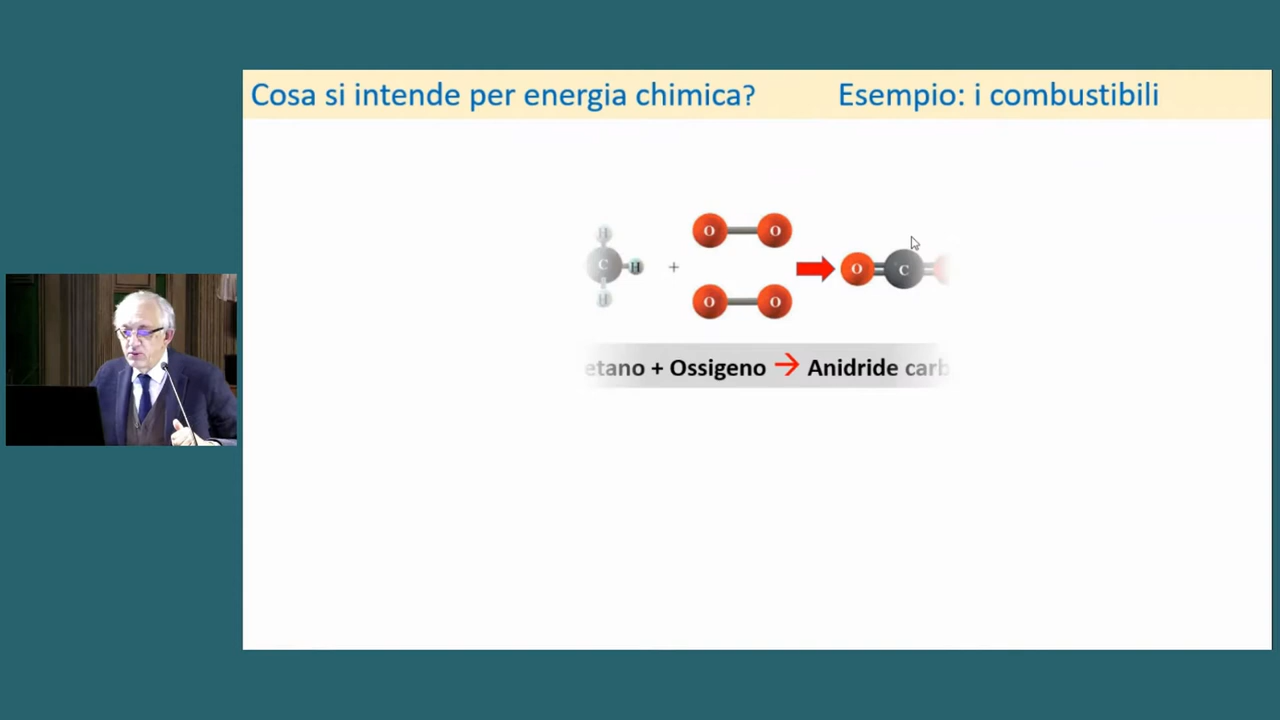 Cosa si intende per energia chimica? Esempio: i combustibili
H
C H + O O
H
O O
O C
etano + Ossigeno → Anidride carb